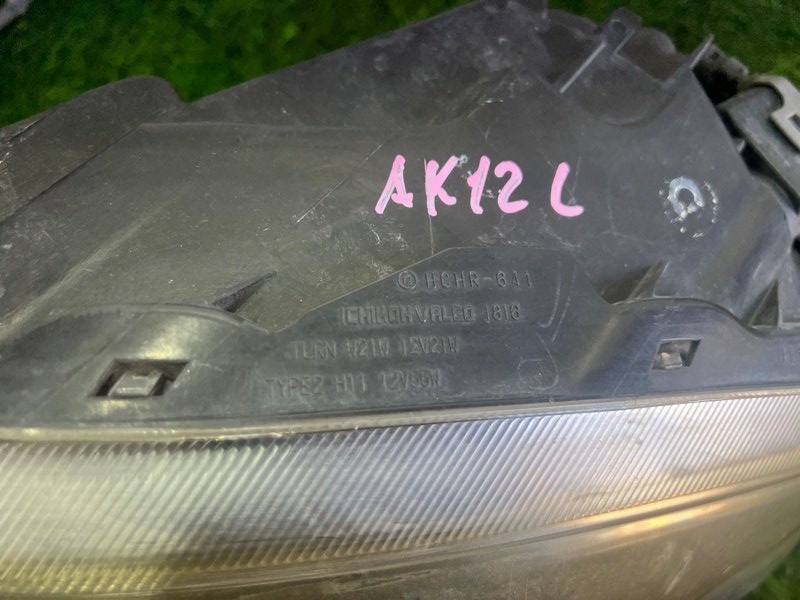 AK12 L
Ⓗ HCHR-641
ICHIKOH VALEO 1818
TURN W21W 12V21W
TYPE2 H11 12V55W